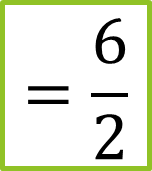 = 6/2